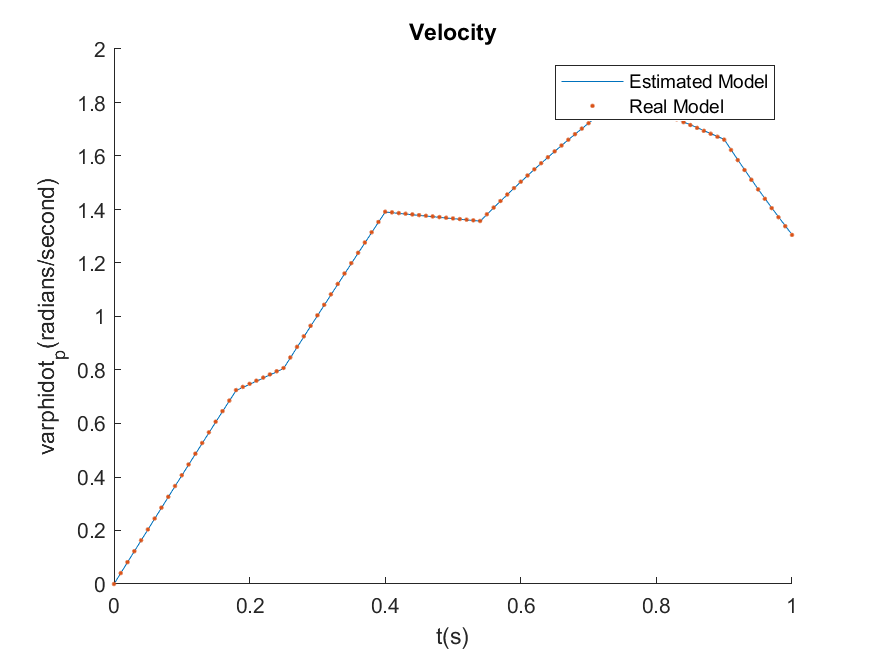 Velocity
Estimated Model
Real Model
2
1.8
1.6
1.4
1.2
1
0.8
0.6
0.4
0.2
0
varphidot_p(radians/second)
0 0.2 0.4 0.6 0.8 1
t(s)